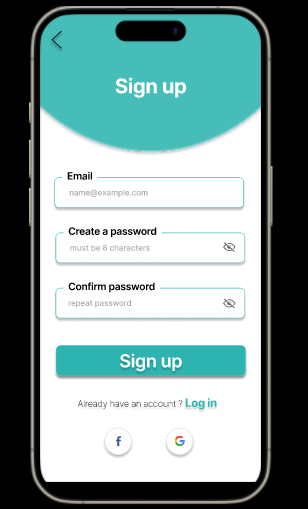 Sign up
Email
name@example.com
Create a password
must be 8 characters
Confirm password
repeat password
Sign up
Already have an account ? Log in
f G